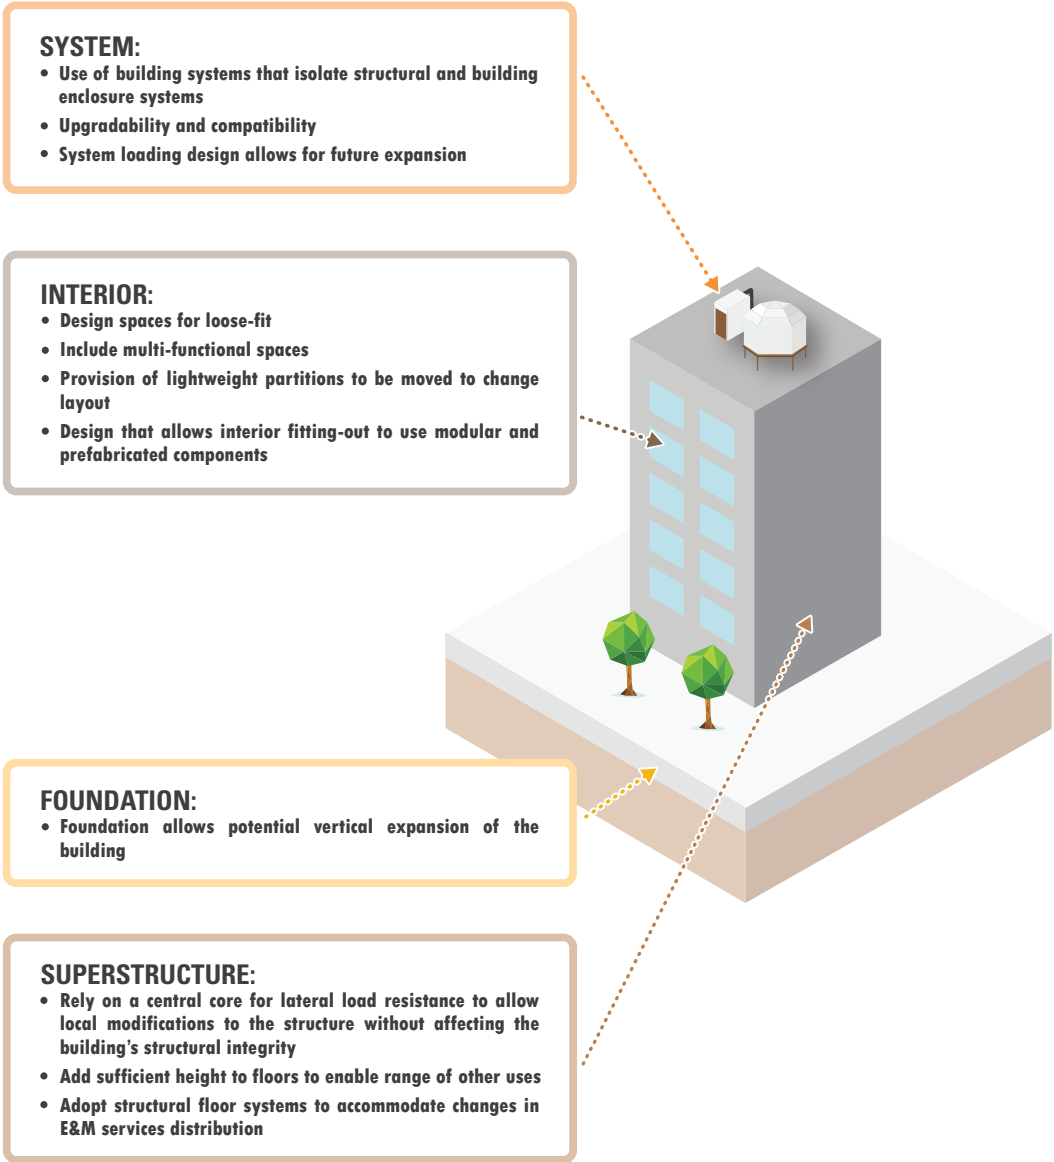 SYSTEM:
• Use of building systems that isolate structural and building
enclosure systems
• Upgradability and compatibility
• System loading design allows for future expansion
INTERIOR:
• Design spaces for loose-fit
• Include multi-functional spaces
• Provision of lightweight partitions to be moved to change
layout
• Design that allows interior fitting-out to use modular and
prefabricated components
FOUNDATION:
• Foundation allows potential vertical expansion of the
building
SUPERSTRUCTURE:
• Rely on a central core for lateral load resistance to allow
local modifications to the structure without affecting the
building’s structural integrity
• Add sufficient height to floors to enable range of other uses
• Adopt structural floor systems to accommodate changes in
E&M services distribution